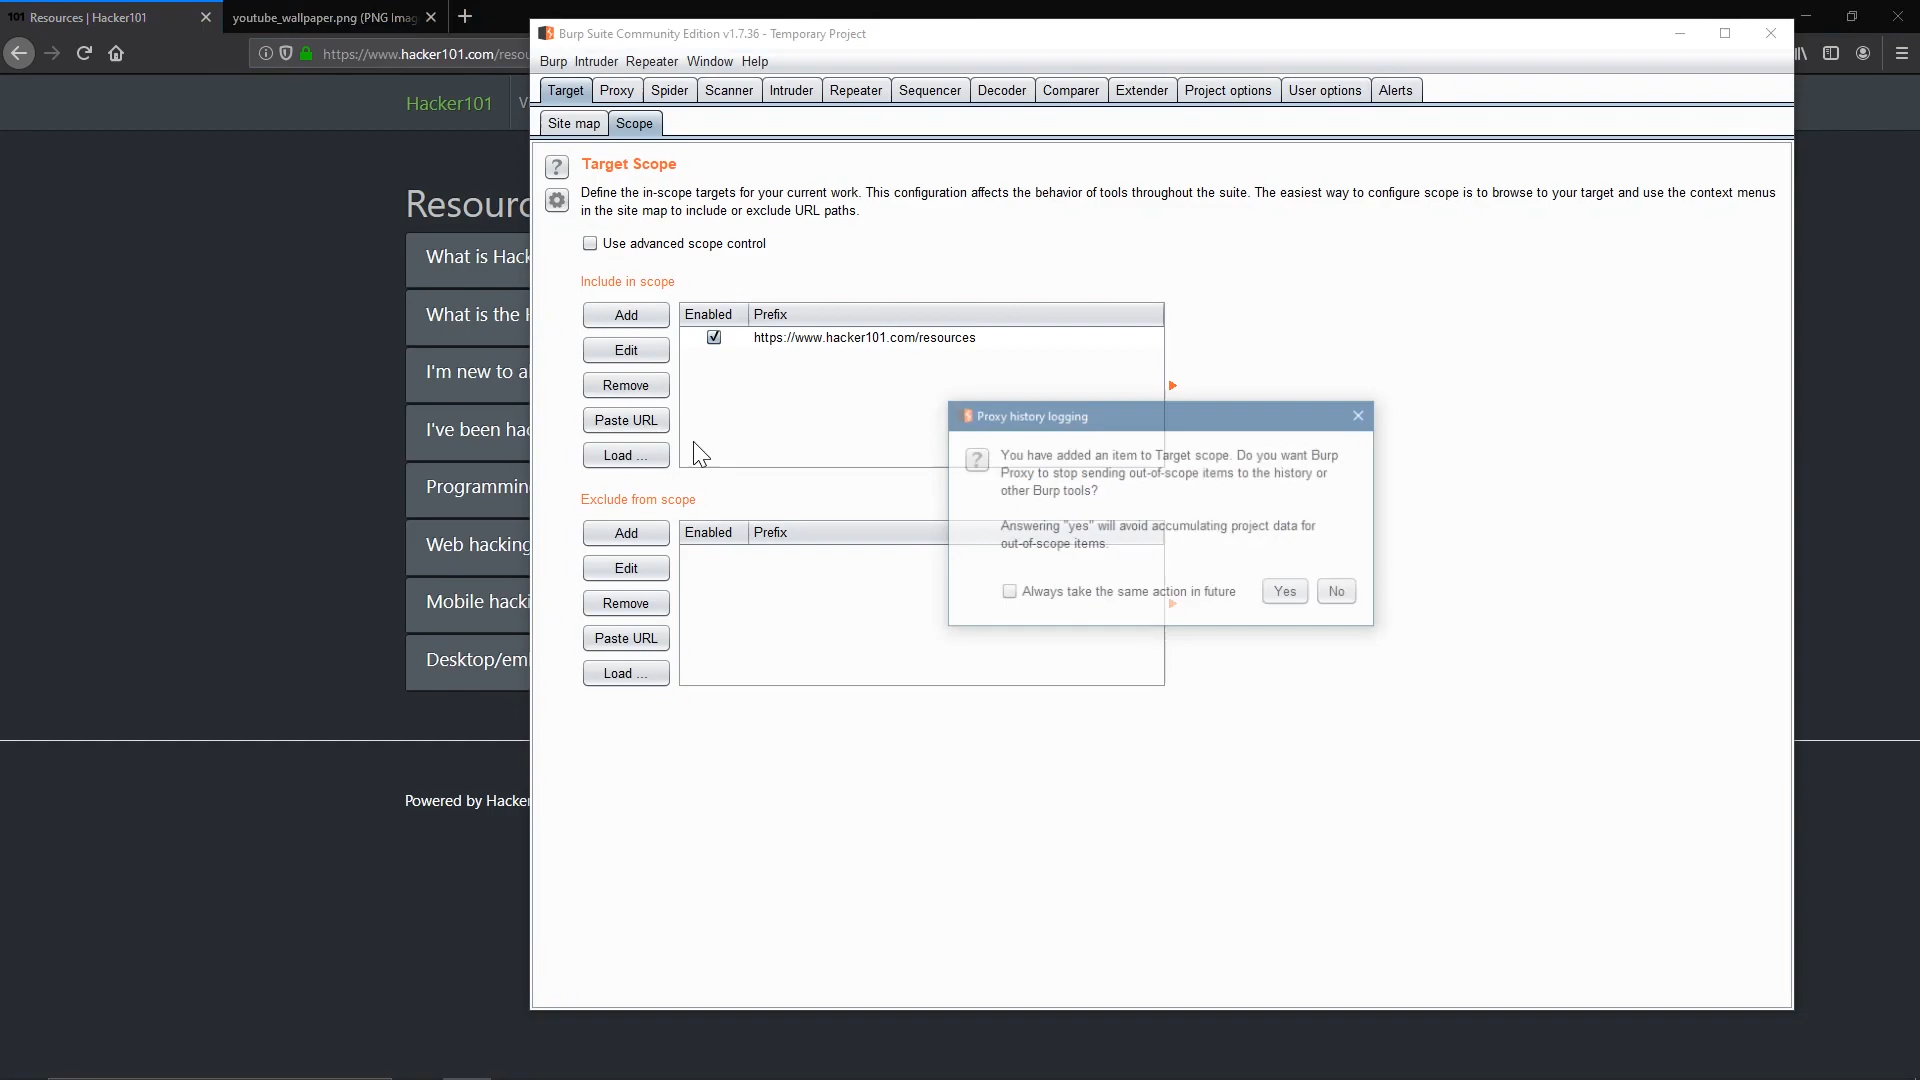 101 Resources | Hacker101
youtube_wallpaper.png (PNG Imag
https://www.hacker101.com/resou
Burp Suite Community Edition v1.7.36 - Temporary Project
Burp Intruder Repeater Window Help
Target Proxy Spider Scanner Intruder Repeater Sequencer Decoder Comparer Extender Project options User options Alerts
Hacker101 V
Site map Scope
Target Scope
Define the in-scope targets for your current work. This configuration affects the behavior of tools throughout the suite. The easiest way to configure scope is to browse to your target and use the context menus
in the site map to include or exclude URL paths.
Use advanced scope control
Include in scope
Add
Edit
Remove
Paste URL
Load ...
Enabled Prefix
https://www.hacker101.com/resources
Exclude from scope
Add
Edit
Remove
Paste URL
Load ...
Enabled Prefix
Proxy history logging
You have added an item to Target scope. Do you want Burp
Proxy to stop sending out-of-scope items to the history or
other Burp tools?
Answering "yes" will avoid accumulating project data for
out-of-scope items.
Always take the same action in future
Yes No
Resourc
What is Hack
What is the H
I'm new to a
I've been hac
Programmin
Web hacking
Mobile hacki
Desktop/eml
Powered by Hacker